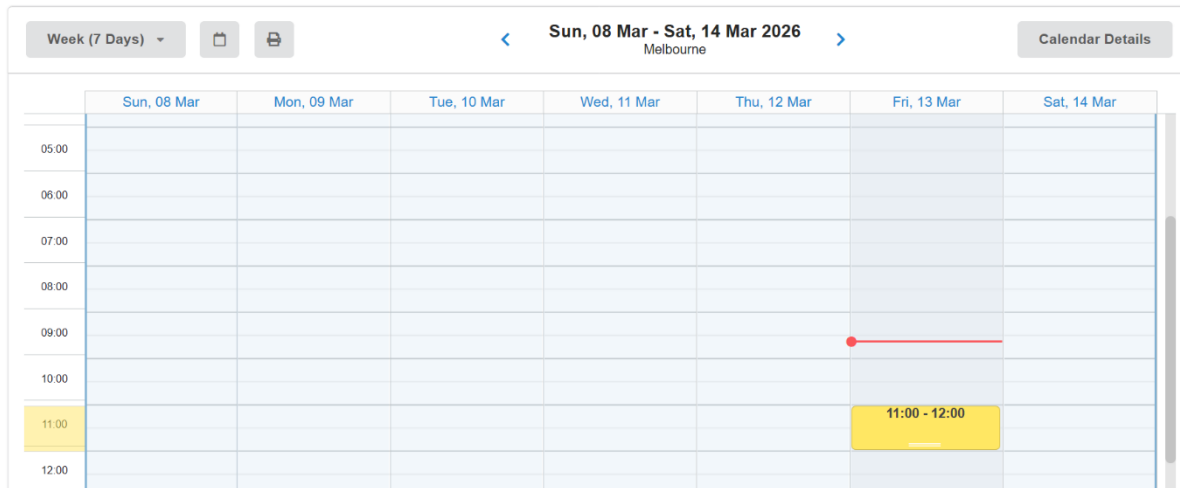 Week (7 Days)
Sun, 08 Mar - Sat, 14 Mar 2026
Melbourne
Calendar Details
Sun, 08 Mar
Mon, 09 Mar
Tue, 10 Mar
Wed, 11 Mar
Thu, 12 Mar
Fri, 13 Mar
Sat, 14 Mar
05:00
06:00
07:00
08:00
09:00
10:00
11:00
11:00 - 12:00
12:00